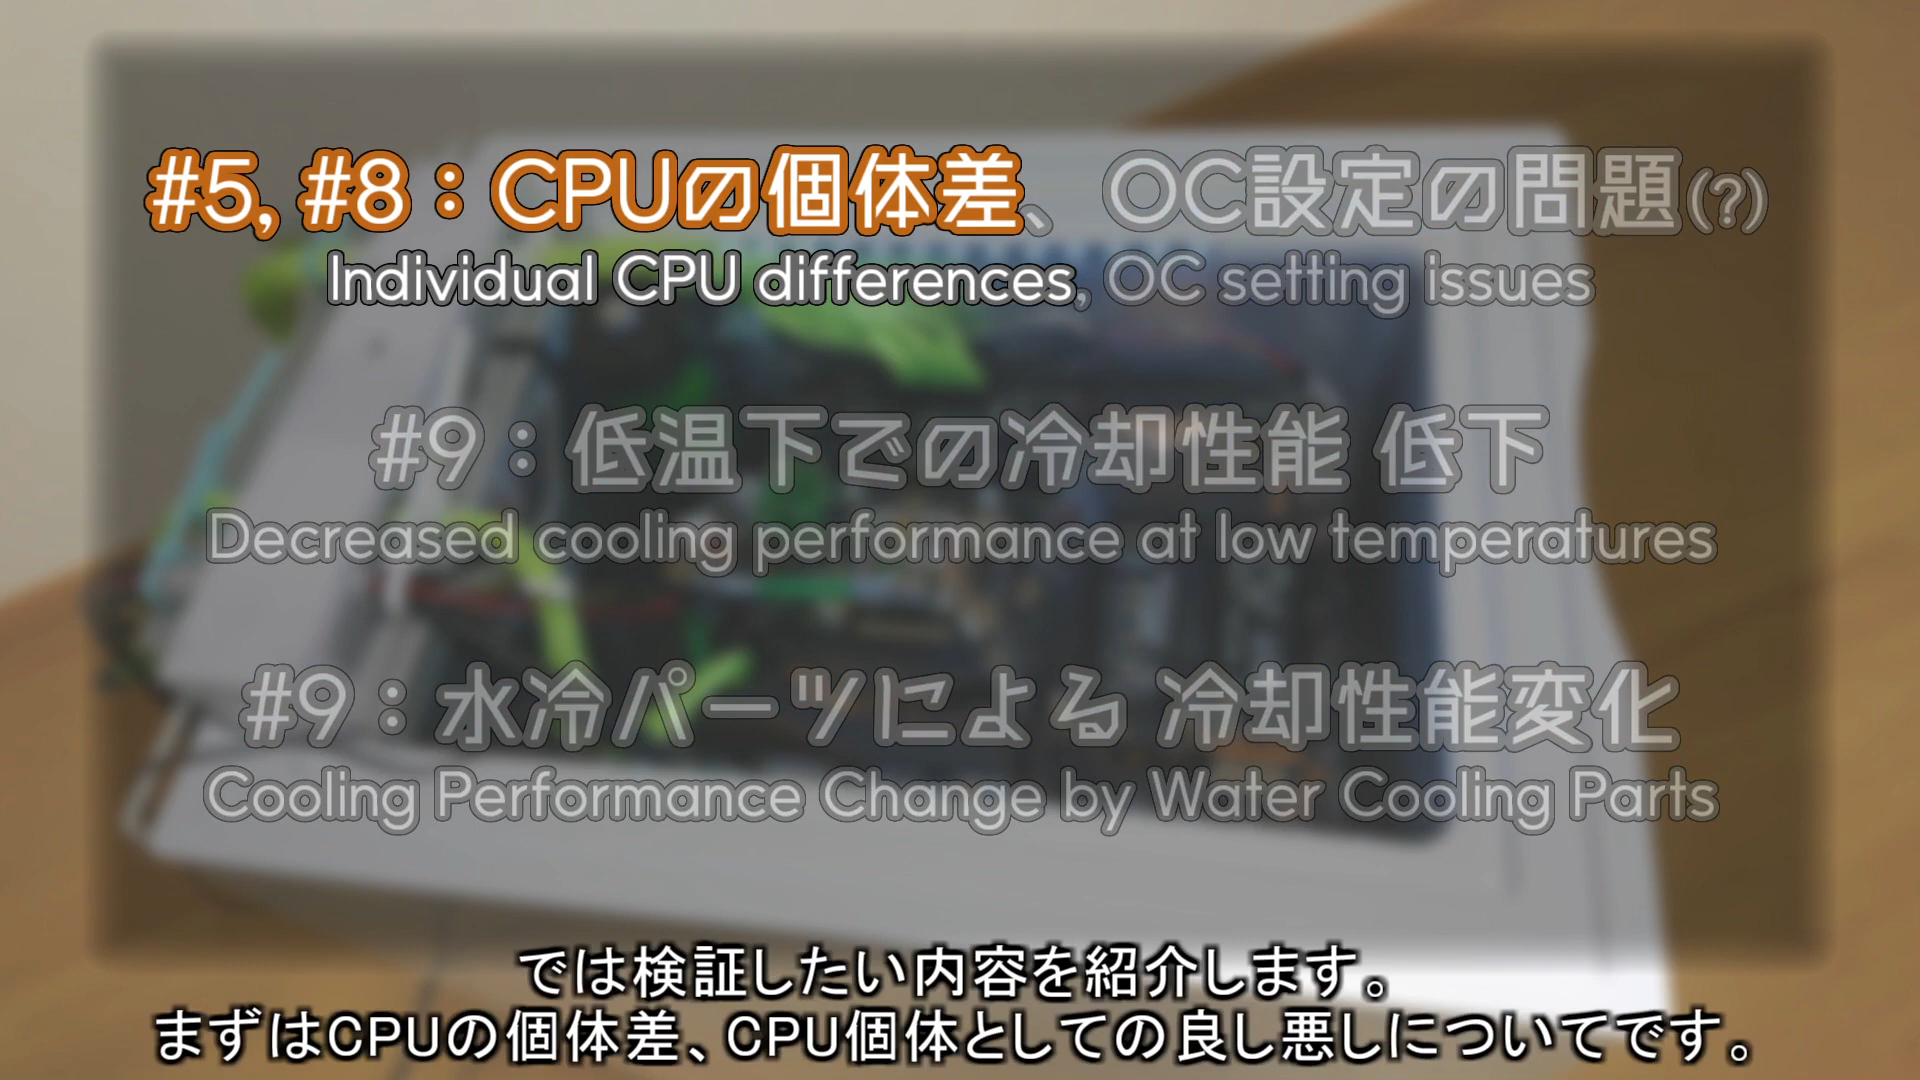 #5, #8：CPUの個体差、OC設定の問題(?)
Individual CPU differences, OC setting issues
#9：低温下での冷却性能 低下
Decreased cooling performance at low temperatures
#9：水冷パーツによる 冷却性能変化
Cooling Performance Change by Water Cooling Parts
では検証したい内容を紹介します。
まずはCPUの個体差、CPU個体としての良し悪しについてです。